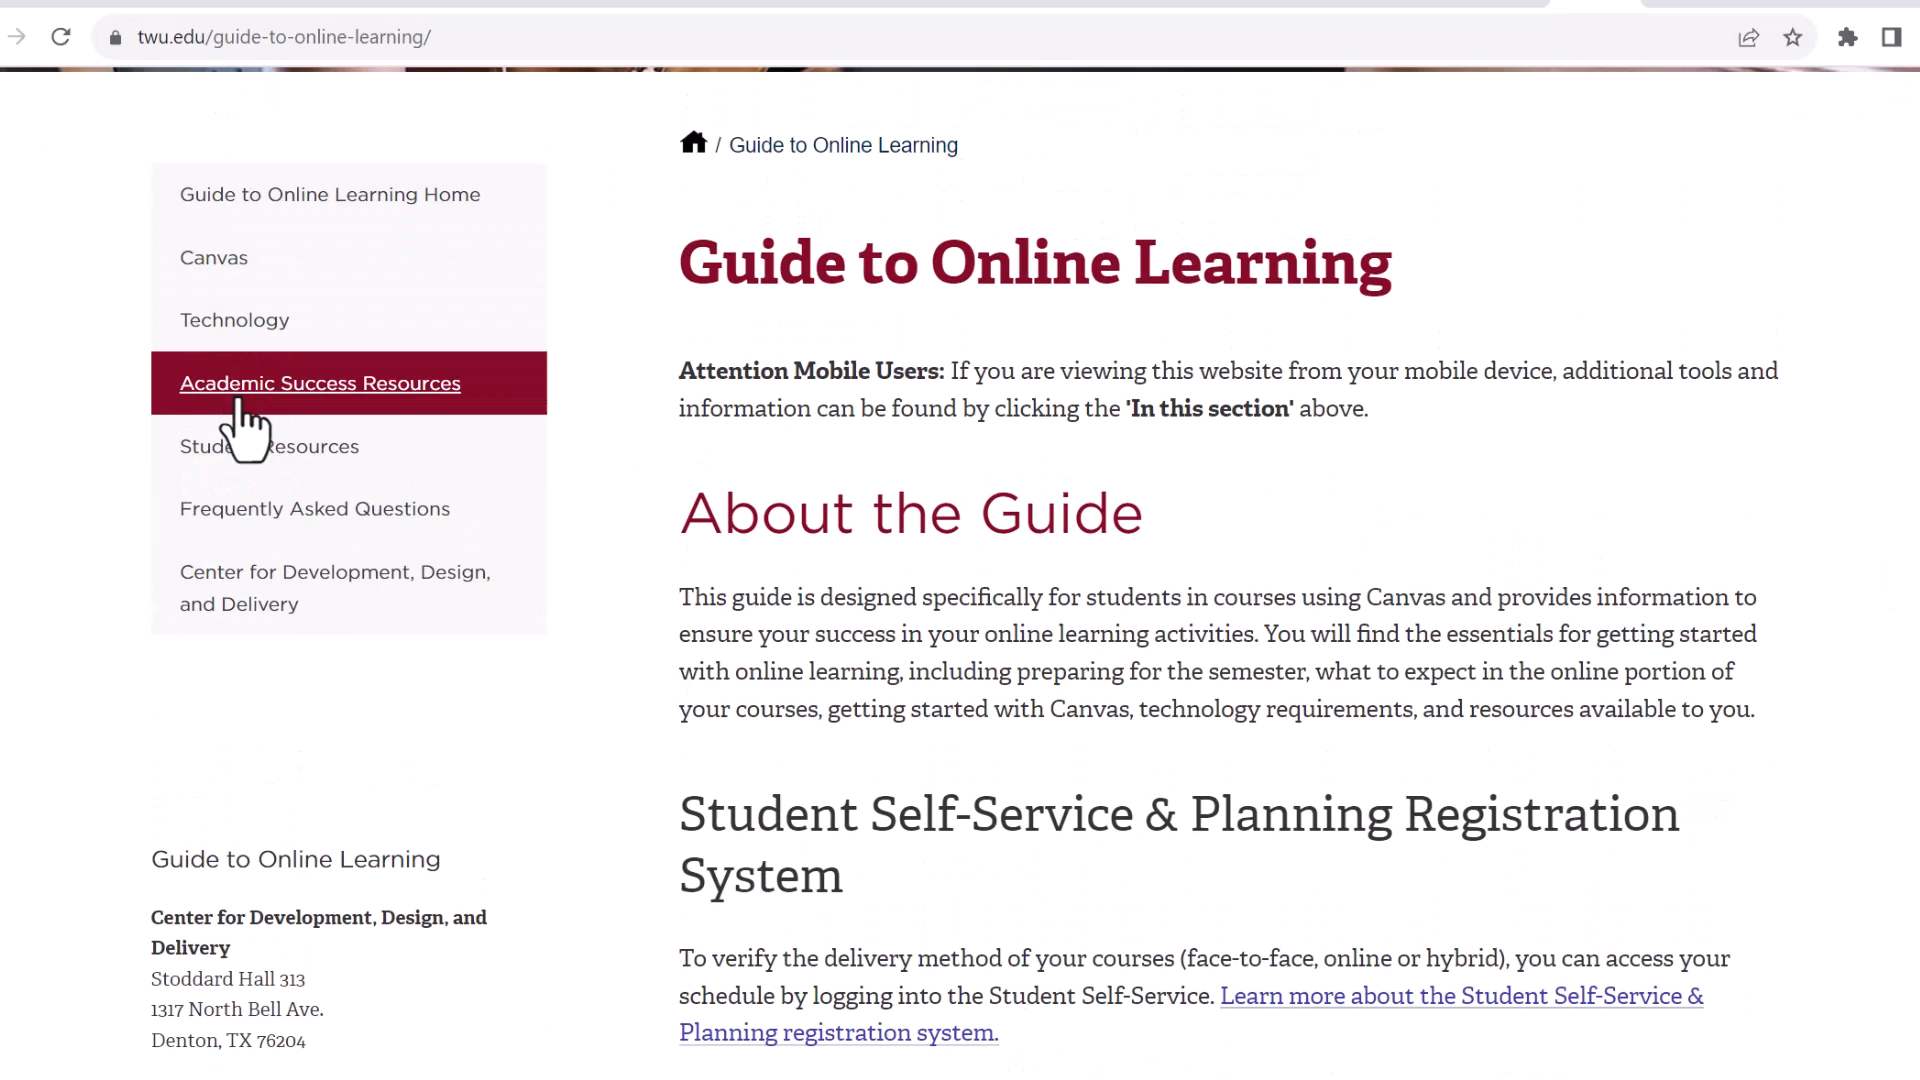 twu.edu/guide-to-online-learning/
/ Guide to Online Learning
Guide to Online Learning Home
Canvas
Technology
Academic Success Resources
Resources
Frequently Asked Questions
Center for Development, Design,
and Delivery
Guide to Online Learning
Attention Mobile Users: If you are viewing this website from your mobile device, additional tools and
information can be found by clicking the 'In this section' above.
About the Guide
This guide is designed specifically for students in courses using Canvas and provides information to
ensure your success in your online learning activities. You will find the essentials for getting started
with online learning, including preparing for the semester, what to expect in the online portion of
your courses, getting started with Canvas, technology requirements, and resources available to you.
Student Self-Service & Planning Registration
System
To verify the delivery method of your courses (face-to-face, online or hybrid), you can access your
schedule by logging into the Student Self-Service. Learn more about the Student Self-Service &
Planning registration system.
Guide to Online Learning
Center for Development, Design, and
Delivery
Stoddard Hall 313
1317 North Bell Ave.
Denton, TX 76204